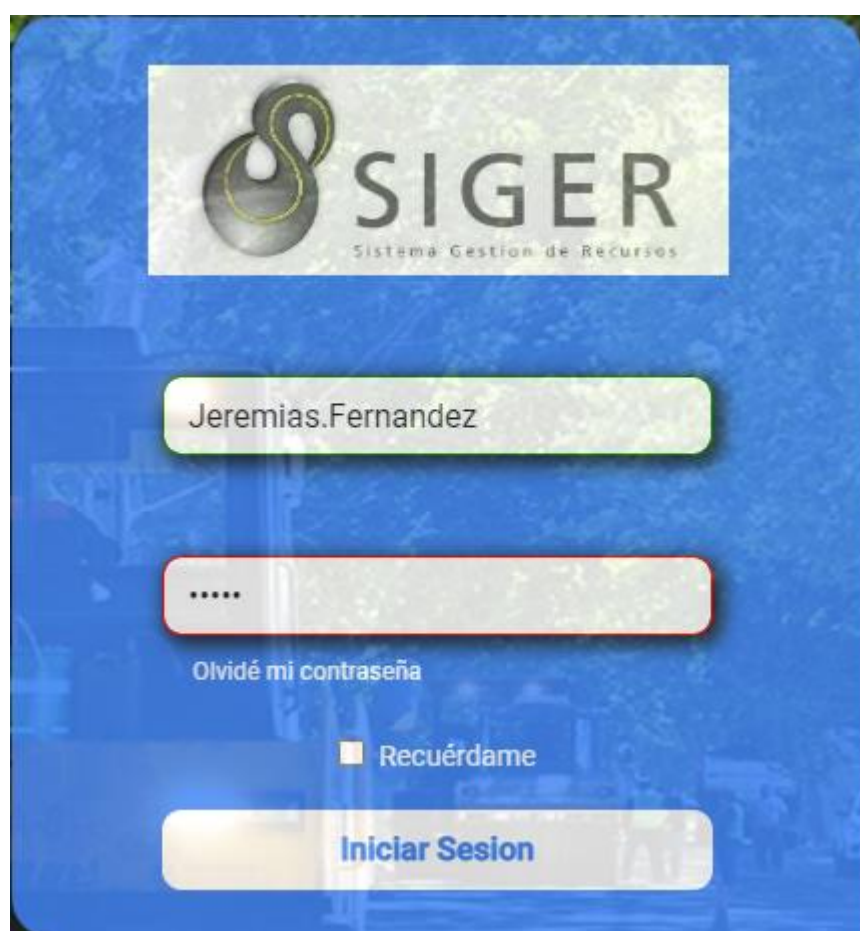 SIGER
Sistema Gestion de Recursos
Jeremias.Fernandez
•••••
Olvidé mi contraseña
Recuérdame
Iniciar Sesion